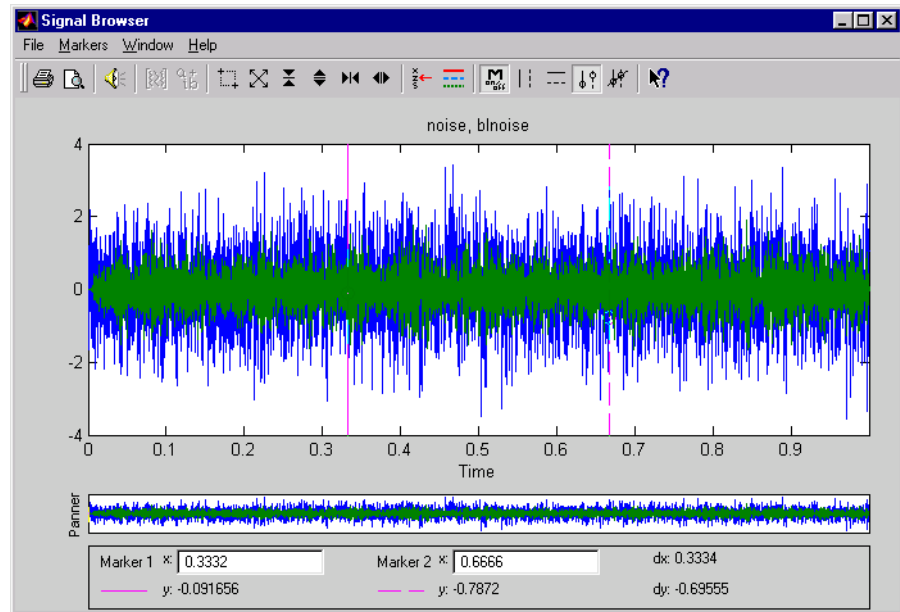 Signal Browser
File Markers Window Help
M
on/off
noise, blnoise
4
2
0
-2
-4
0 0.1 0.2 0.3 0.4 0.5 0.6 0.7 0.8 0.9
Time
Panner
Marker 1 x: 0.3332 Marker 2 x: 0.6666 dx: 0.3334
y: -0.091656 y: -0.7872 dy: -0.69555